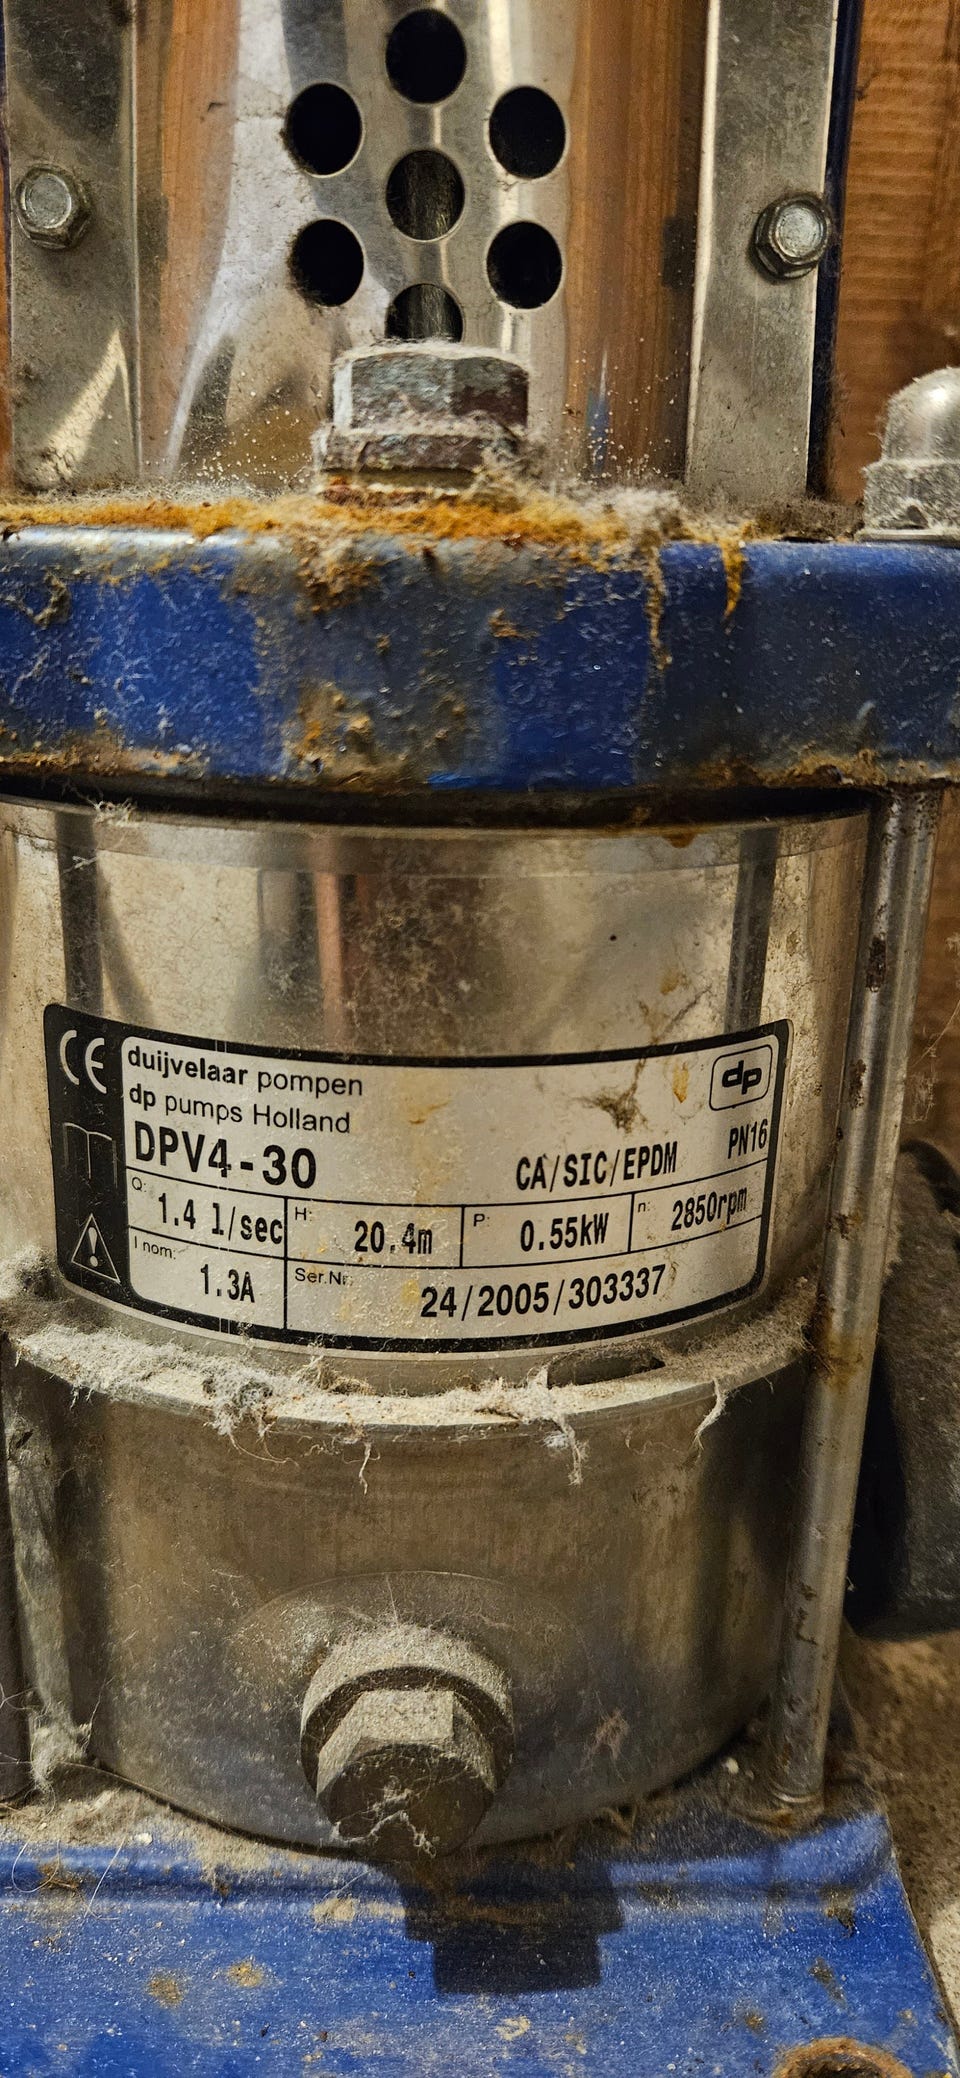 CE
duijvelaar pompen
dp
dp pumps Holland
DPV4-30
CA/SIC/EPDM
PN16
Q: 1.4 l/sec
H: 20.4m
P: 0.55kW
n: 2850rpm
I nom: 1.3A
Ser.Nr.: 24/2005/303337